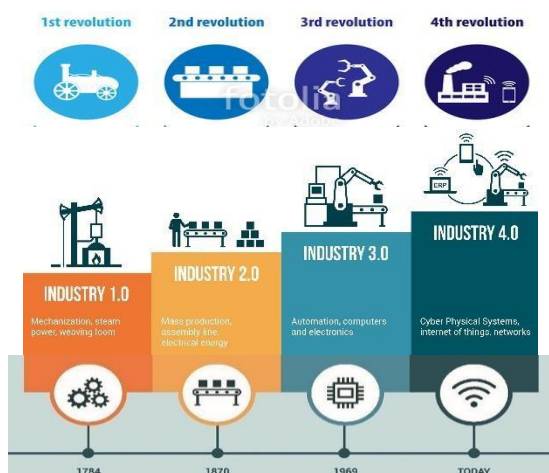 1st revolution
2nd revolution
3rd revolution
4th revolution
fotolia
by Adobe
ERP
INDUSTRY 1.0
INDUSTRY 2.0
INDUSTRY 3.0
INDUSTRY 4.0
Mechanization, steam
power, weaving loom
Mass production,
assembly line,
electrical energy
Automation, computers
and electronics
Cyber Physical Systems,
internet of things, networks
1784
1870
1969
TODAY